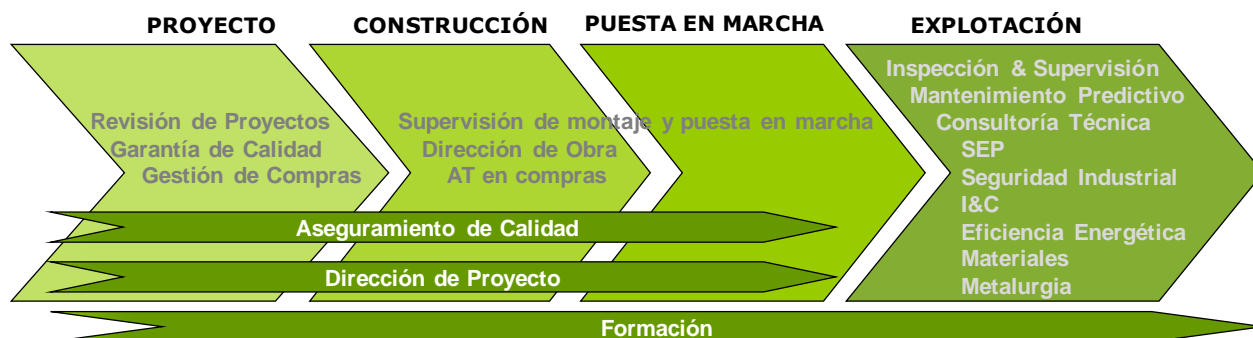 PROYECTO
CONSTRUCCIÓN
PUESTA EN MARCHA
EXPLOTACIÓN
Revisión de Proyectos
Garantía de Calidad
Gestión de Compras
Supervisión de montaje y puesta en marcha
Dirección de Obra
AT en compras
Inspección & Supervisión
Mantenimiento Predictivo
Consultoría Técnica
SEP
Seguridad Industrial
I&C
Eficiencia Energética
Materiales
Metalurgia
Aseguramiento de Calidad
Dirección de Proyecto
Formación